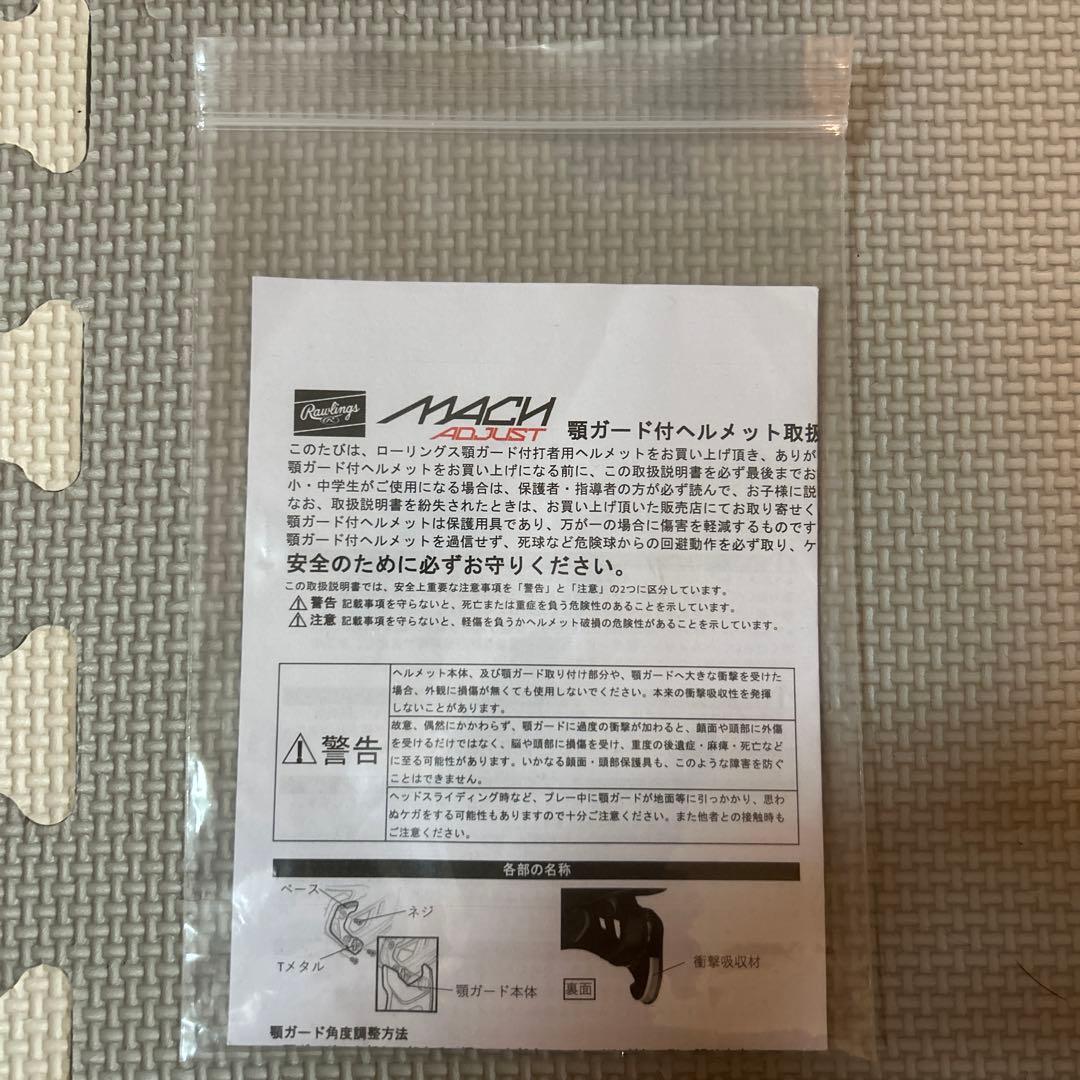 Rawlings
MACH
ADJUST 顎ガード付ヘルメット取扱
このたびは、ローリングス顎ガード付打者用ヘルメットをお買い上げ頂き、ありが
顎ガード付ヘルメットをお買い上げになる前に、この取扱説明書を必ず最後までお
小・中学生がご使用になる場合は、保護者・指導者の方が必ず読んで、お子様に説
なお、取扱説明書を紛失されたときは、お買い上げ頂いた販売店にてお取り寄せく
顎ガード付ヘルメットは保護用具であり、万が一の場合に傷害を軽減するものです
顎ガード付ヘルメットを過信せず、死球など危険球からの回避動作を必ず取り、ケ
安全のために必ずお守りください。
この取扱説明書では、安全上重要な注意事項を「警告」と「注意」の2つに区分しています。
警告 記載事項を守らないと、死亡または重症を負う危険性のあることを示しています。
注意 記載事項を守らないと、軽傷を負うかヘルメット破損の危険性があることを示しています。
警告
ヘルメット本体、及び顎ガード取り付け部分や、顎ガードへ大きな衝撃を受けた
場合、外観に損傷が無くても使用しないでください。本来の衝撃吸収性を発揮
しないことがあります。
故意、偶然にかかわらず、顎ガードに過度の衝撃が加わると、顔面や頭部に外傷
を受けるだけではなく、脳や頭部に損傷を受け、重度の後遺症・麻痺・死亡など
に至る可能性があります。いかなる顔面・頭部保護具も、このような障害を防ぐ
ことはできません。
ヘッドスライディング時など、プレー中に顎ガードが地面等に引っかかり、思わ
ぬケガをする可能性もありますので十分ご注意ください。また他者との接触時も
ご注意ください。
各部の名称
ベース
ネジ
Tメタル
顎ガード本体
裏面
衝撃吸収材
顎ガード角度調整方法